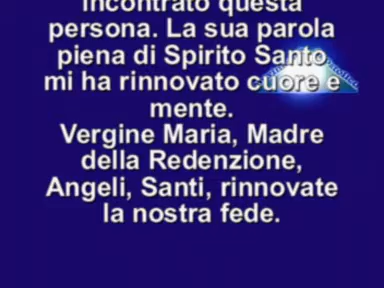 incontrato questa
persona. La sua parola
piena di Spirito Santo
mi ha rinnovato cuore e
mente.
Vergine Maria, Madre
della Redenzione,
Angeli, Santi, rinnovate
la nostra fede.